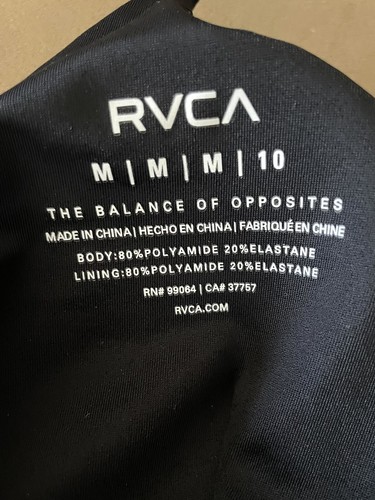 RVCA
M | M | M | 10
THE BALANCE OF OPPOSITES
MADE IN CHINA | HECHO EN CHINA | FABRIQUÉ EN CHINE
BODY:80%POLYAMIDE 20%ELASTANE
LINING:80%POLYAMIDE 20%ELASTANE
RN# 99064 | CA# 37757
RVCA.COM